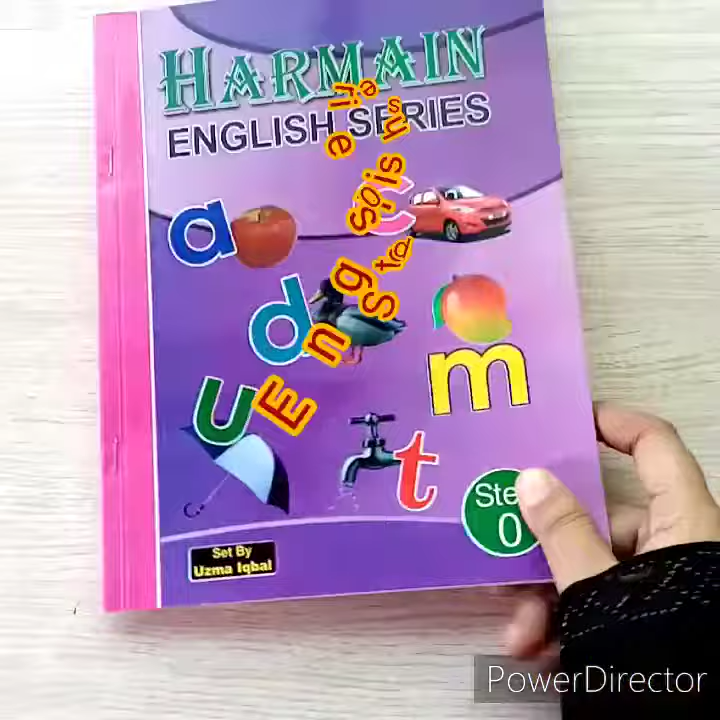 HARMAIN
ENGLISH SERIES
a
c
d
m
u
t
Step
0
Set By
Uzma Iqbal
PowerDirector